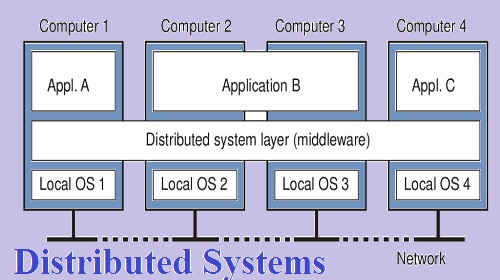 Computer 1 Computer 2 Computer 3 Computer 4
Appl. A Application B Appl. C
Distributed system layer (middleware)
Local OS 1 Local OS 2 Local OS 3 Local OS 4
Network
Distributed Systems